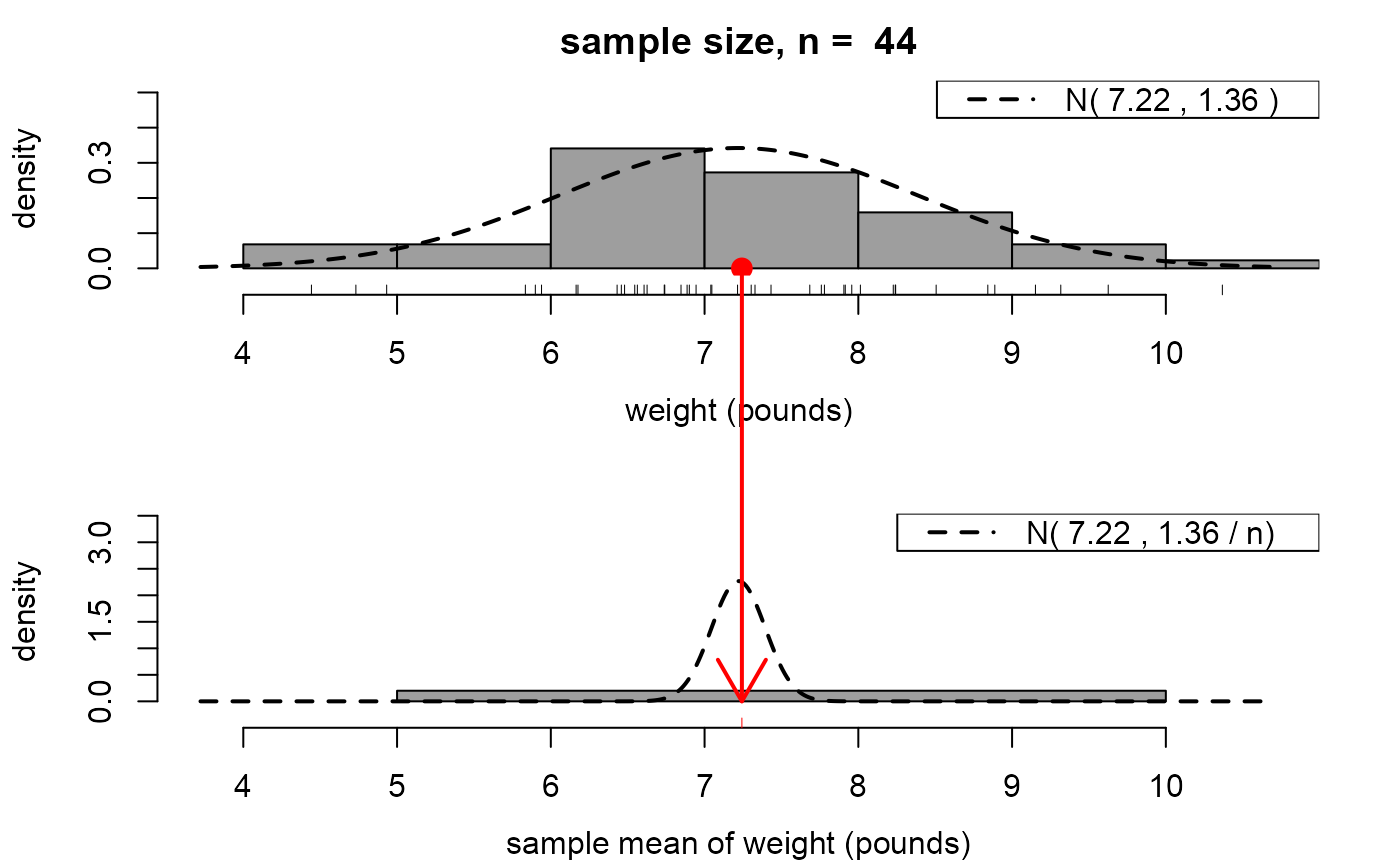 sample size, n =  44
N( 7.22 , 1.36 )
density
0.3
0.0
4 5 6 7 8 9 10
weight (pounds)
N( 7.22 , 1.36 / n)
density
3.0
1.5
0.0
4 5 6 7 8 9 10
sample mean of weight (pounds)